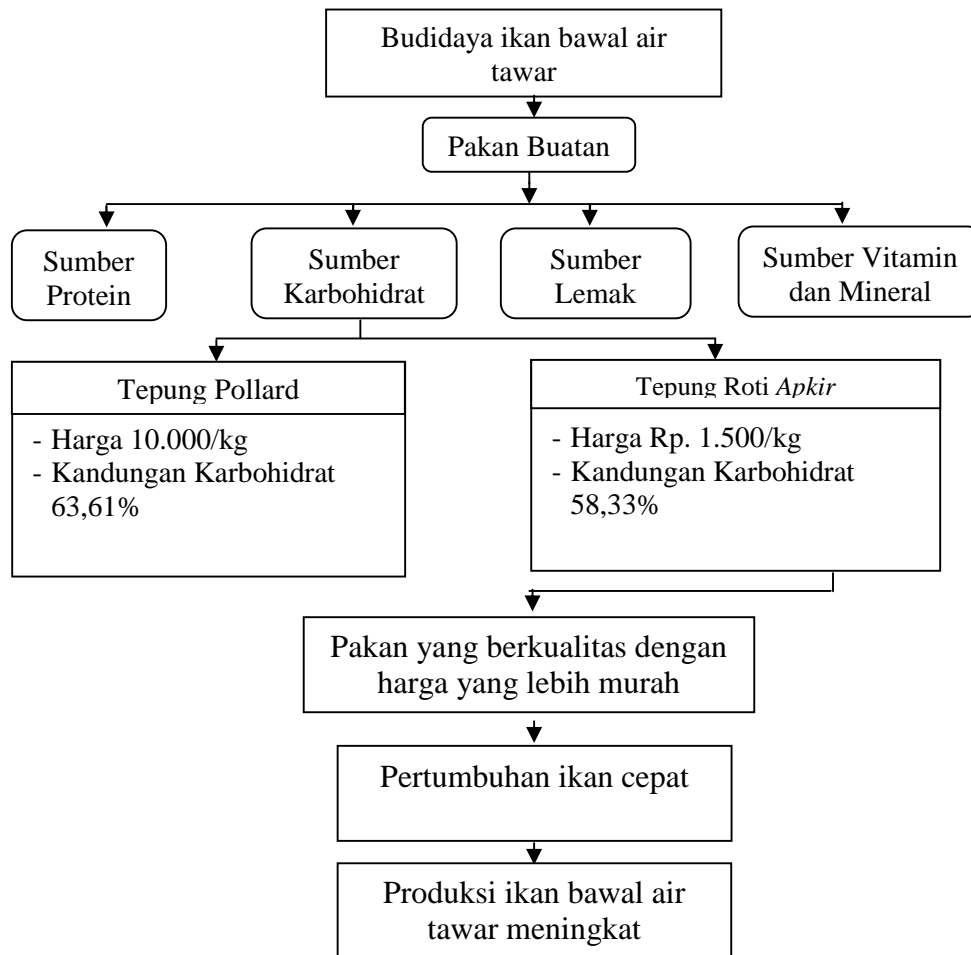 Budidaya ikan bawal air
tawar
Pakan Buatan
Sumber
Protein
Sumber
Karbohidrat
Sumber
Lemak
Sumber Vitamin
dan Mineral
Tepung Pollard
- Harga 10.000/kg
- Kandungan Karbohidrat
63,61%
Tepung Roti Apkir
- Harga Rp. 1.500/kg
- Kandungan Karbohidrat
58,33%
Pakan yang berkualitas dengan
harga yang lebih murah
Pertumbuhan ikan cepat
Produksi ikan bawal air
tawar meningkat